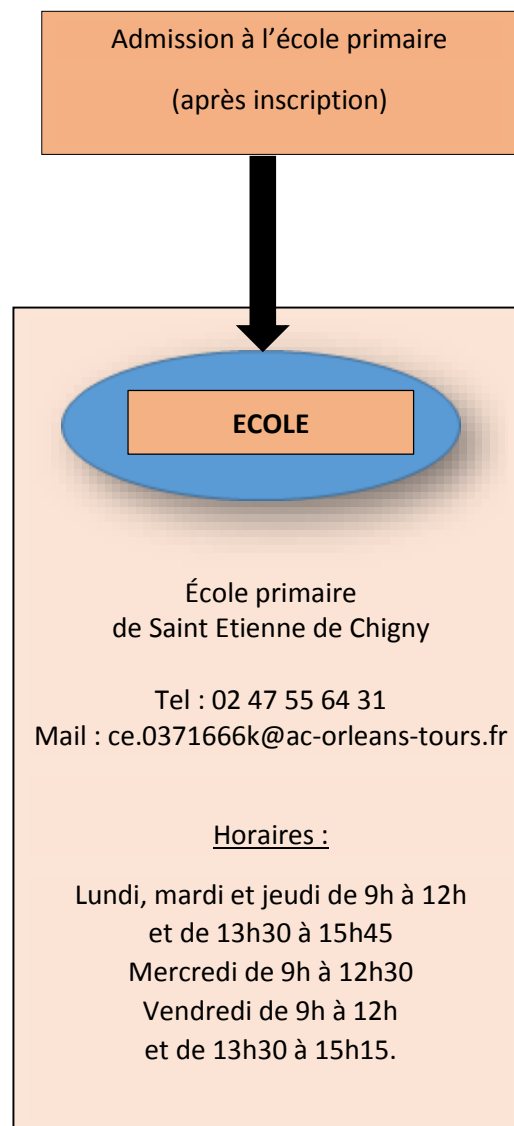 Admission à l'école primaire
(après inscription)
ECOLE
École primaire
de Saint Etienne de Chigny
Tel : 02 47 55 64 31
Mail : ce.0371666k@ac-orleans-tours.fr
Horaires :
Lundi, mardi et jeudi de 9h à 12h
et de 13h30 à 15h45
Mercredi de 9h à 12h30
Vendredi de 9h à 12h
et de 13h30 à 15h15.